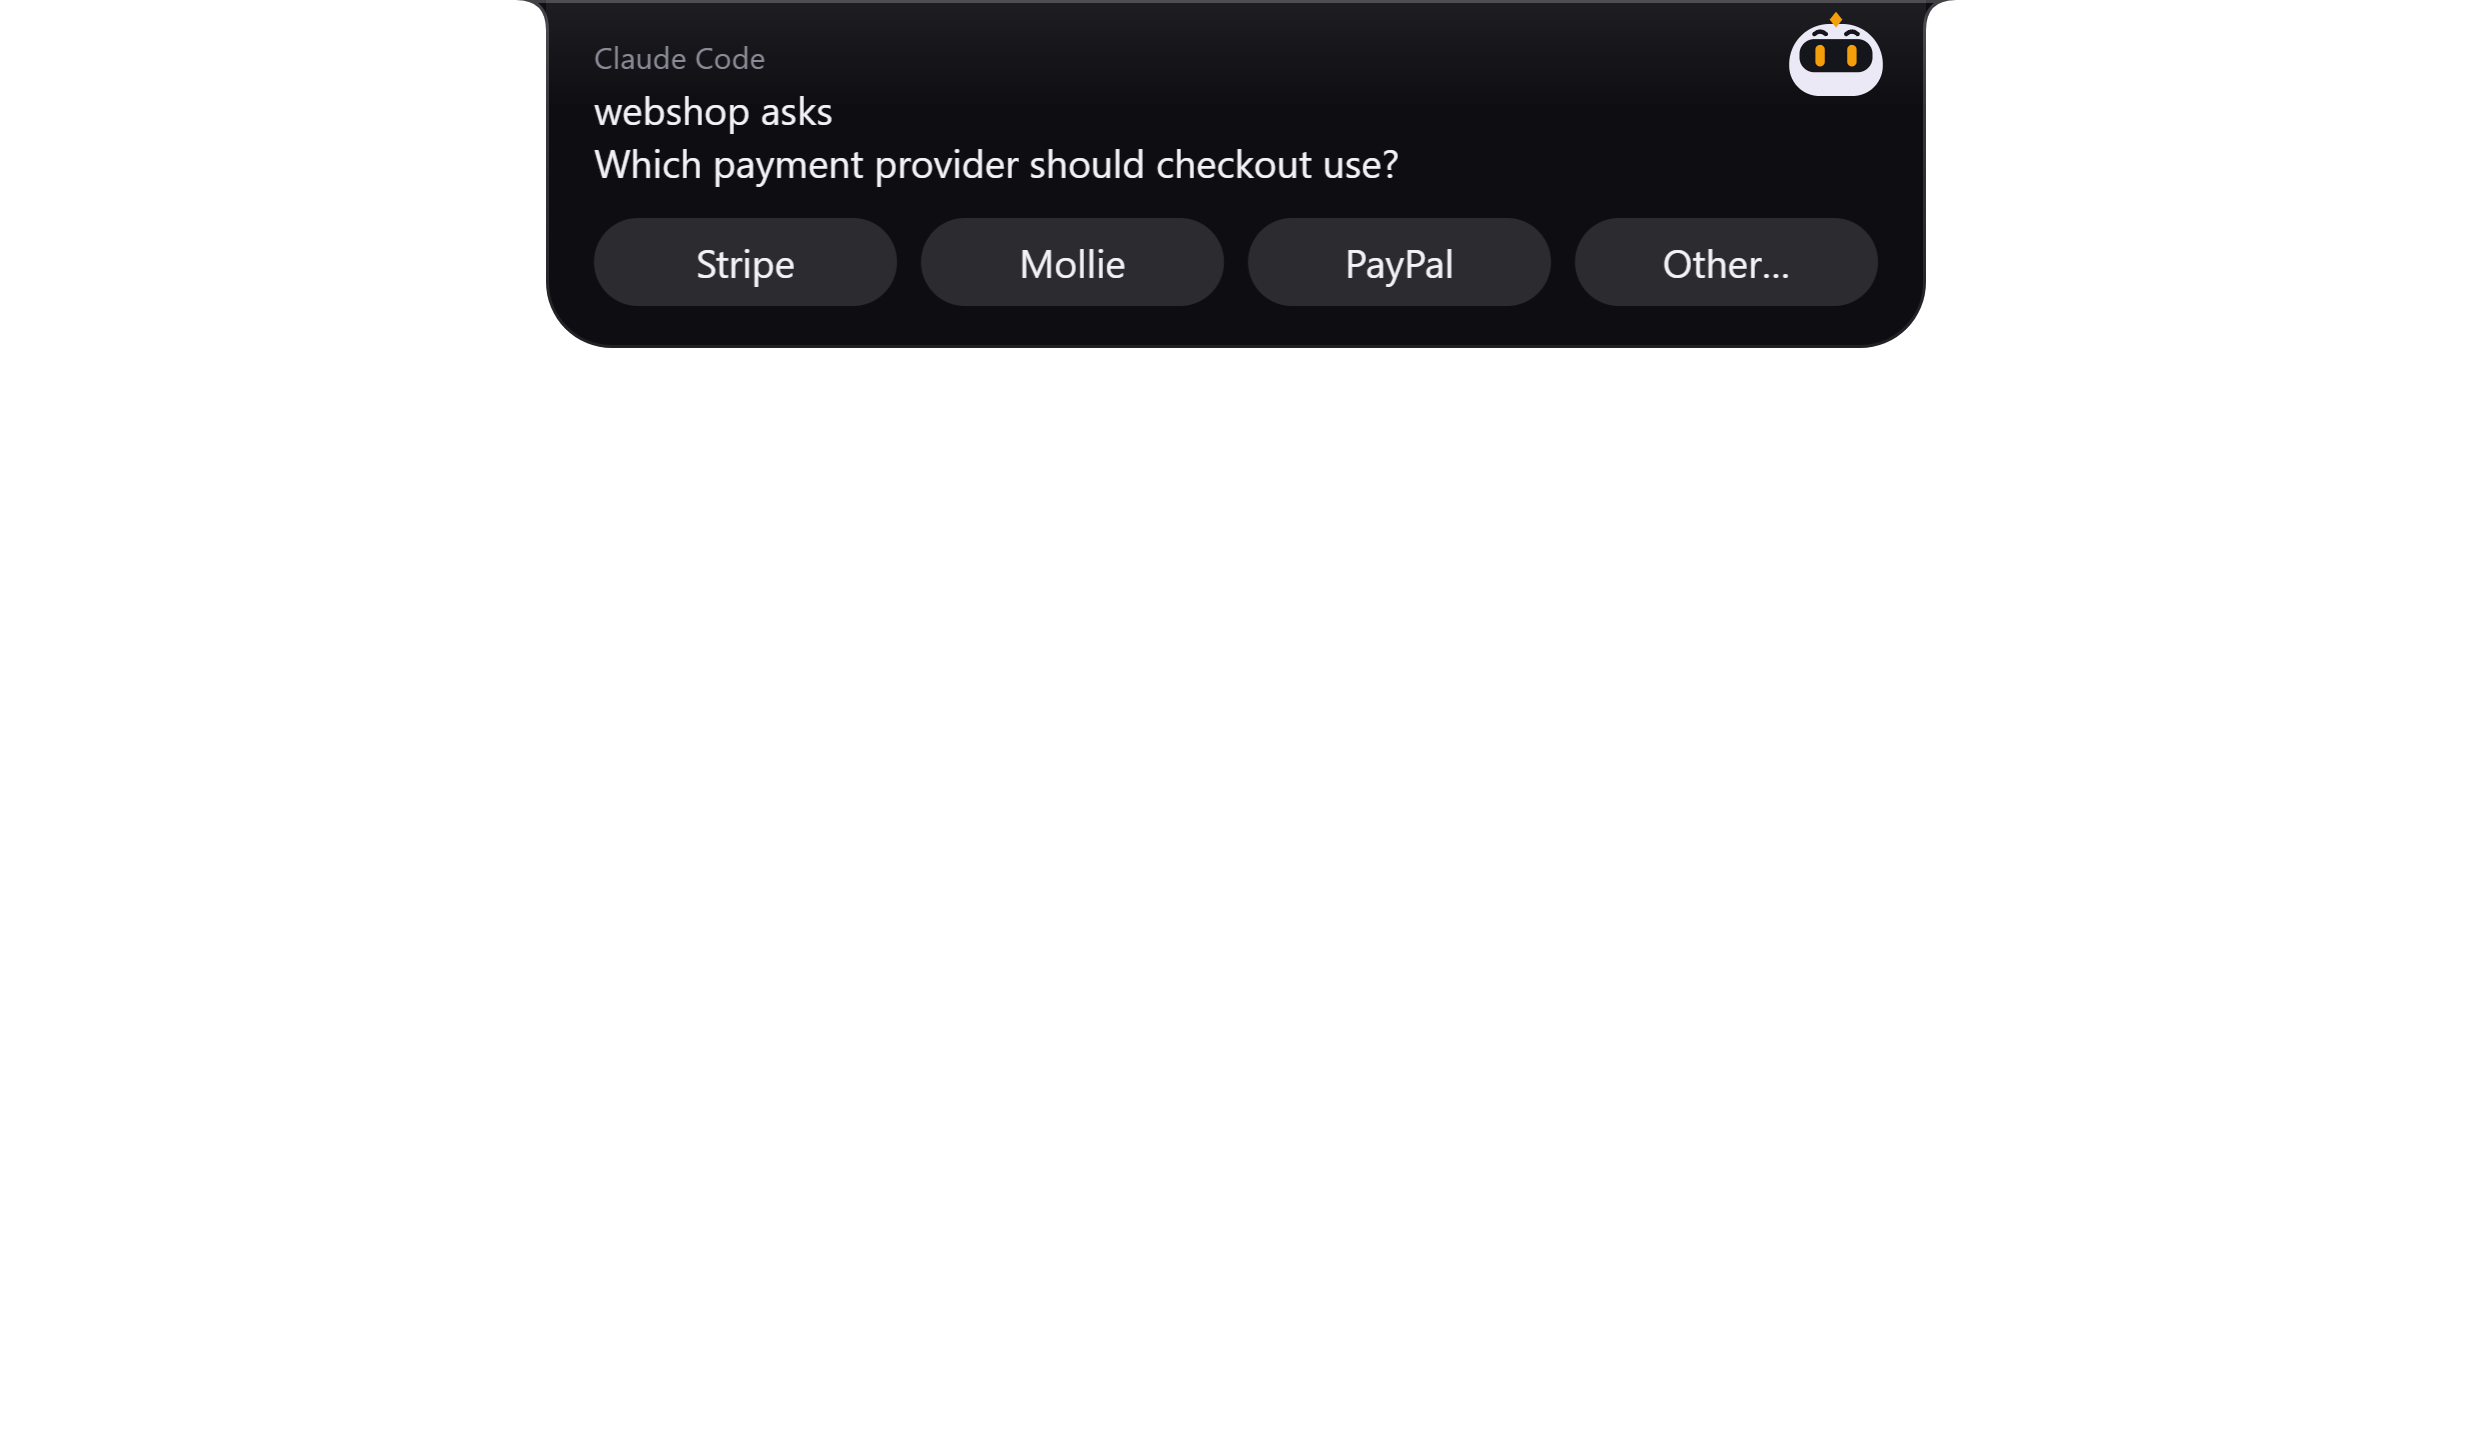 Claude Code
webshop asks
Which payment provider should checkout use?
Stripe
Mollie
PayPal
Other...